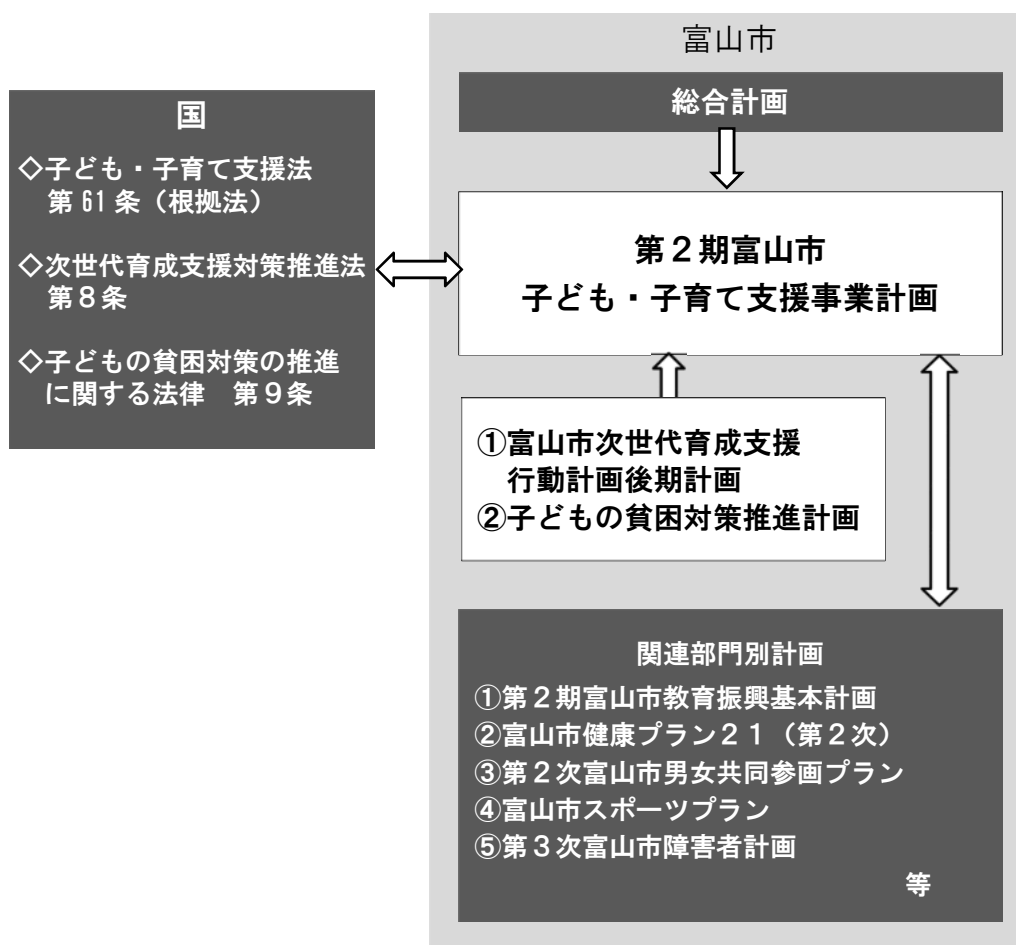 富山市
総合計画
国
◇子ども・子育て支援法
第61条（根拠法）
◇次世代育成支援対策推進法
第８条
◇子どもの貧困対策の推進
に関する法律　第９条
第２期富山市
子ども・子育て支援事業計画
①富山市次世代育成支援
行動計画後期計画
②子どもの貧困対策推進計画
関連部門別計画
①第２期富山市教育振興基本計画
②富山市健康プラン２１（第２次）
③第２次富山市男女共同参画プラン
④富山市スポーツプラン
⑤第３次富山市障害者計画
等